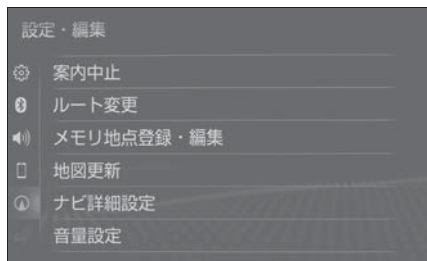 設定・編集
案内中止
ルート変更
メモリ地点登録・編集
地図更新
ナビ詳細設定
音量設定